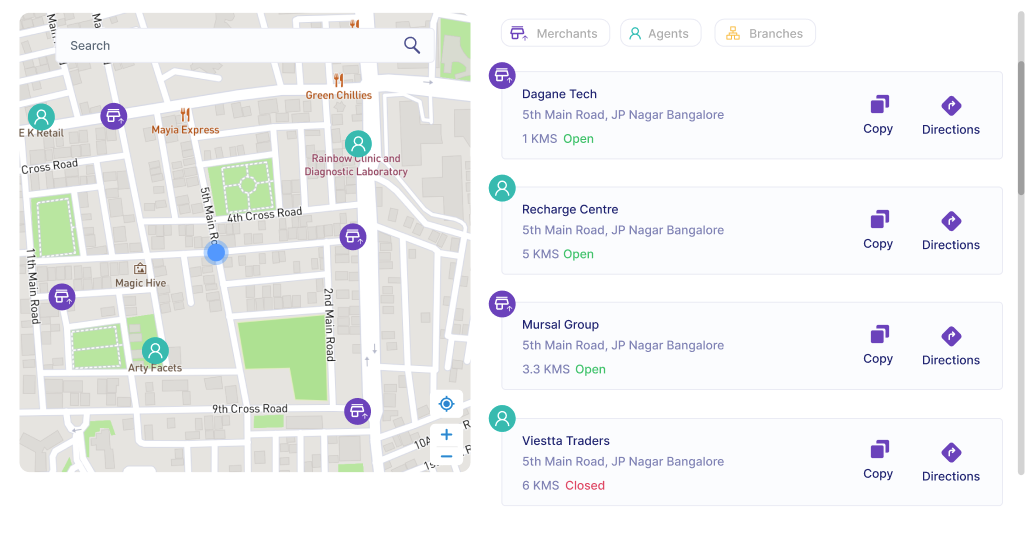 Search
Green Chillies
Mayia Express
E K Retail
Rainbow Clinic and
Diagnostic Laboratory
Cross Road
5th Main Ro
4th Cross Road
11th Main Road
Magic Hive
2nd Main Road
Arty Facets
9th Cross Road
10A
Merchants
Agents
Branches
Dagane Tech
5th Main Road, JP Nagar Bangalore
1 KMS Open
Copy
Directions
Recharge Centre
5th Main Road, JP Nagar Bangalore
5 KMS Open
Copy
Directions
Mursal Group
5th Main Road, JP Nagar Bangalore
3.3 KMS Open
Copy
Directions
Viestta Traders
5th Main Road, JP Nagar Bangalore
6 KMS Closed
Copy
Directions